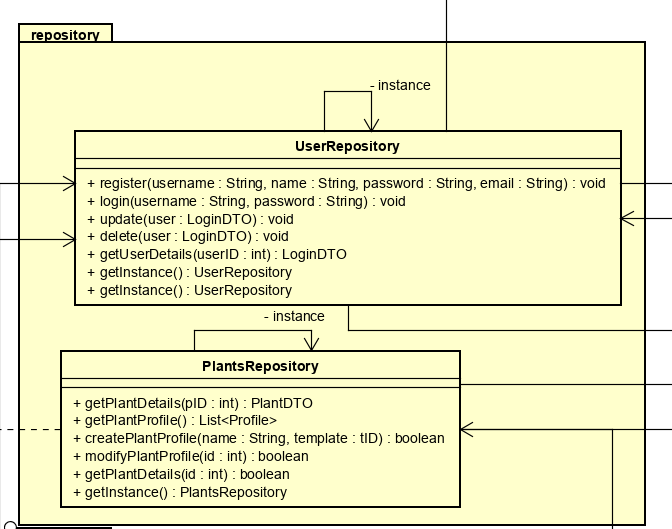 repository
- instance
UserRepository
+ register(username : String, name : String, password : String, email : String) : void
+ login(username : String, password : String) : void
+ update(user : LoginDTO) : void
+ delete(user : LoginDTO) : void
+ getUserDetails(userID : int) : LoginDTO
+ getInstance() : UserRepository
+ getInstance() : UserRepository
- instance
PlantsRepository
+ getPlantDetails(pID : int) : PlantDTO
+ getPlantProfile() : List<Profile>
+ createPlantProfile(name : String, template : tID) : boolean
+ modifyPlantProfile(id : int) : boolean
+ getPlantDetails(id : int) : boolean
+ getInstance() : PlantsRepository